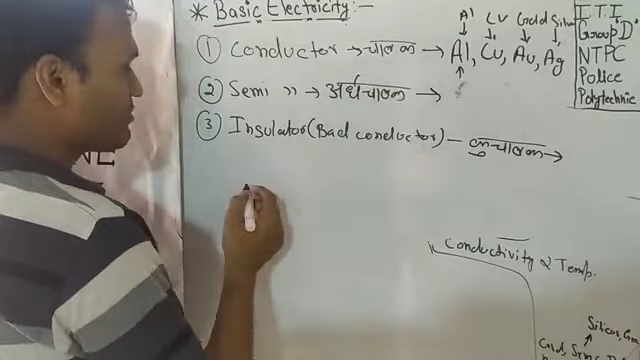 * Basic Electricity:-
Al Cu Gold Silver
① Conductor → चालक → Al, Cu, Au, Ag
② Semi ,, → अर्धचालक →
③ Insulator (Bad conductor) - कुचालक →
I.T.I
Group 'D'
NTPC
Police
Polytechnic
Conductivity α Temp.
Gold,